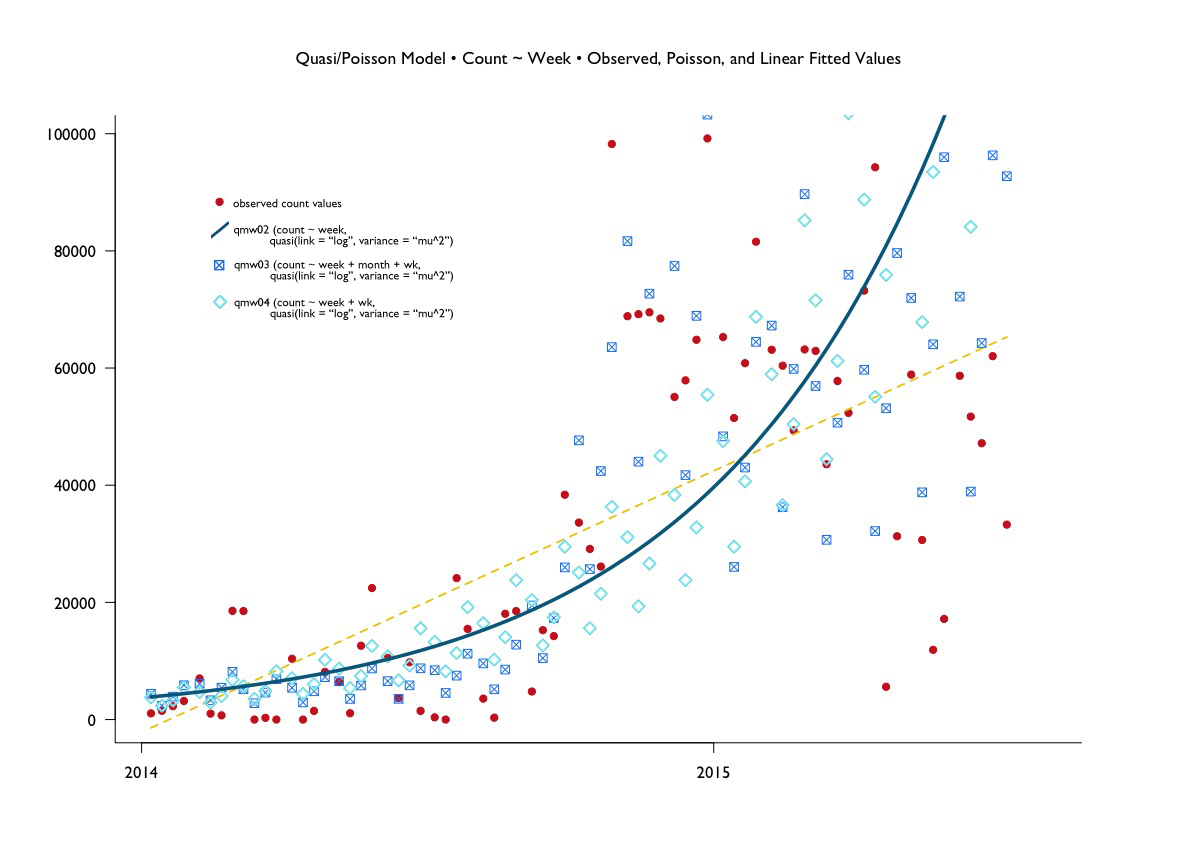 Quasi/Poisson Model • Count ~ Week • Observed, Poisson, and Linear Fitted Values
100000
80000
60000
40000
20000
0
observed count values
qmw02 (count ~ week,
quasi(link = “log”, variance = “mu^2”)
qmw03 (count ~ week + month + wk,
quasi(link = “log”, variance = “mu^2”)
qmw04 (count ~ week + wk,
quasi(link = “log”, variance = “mu^2”)
2014
2015